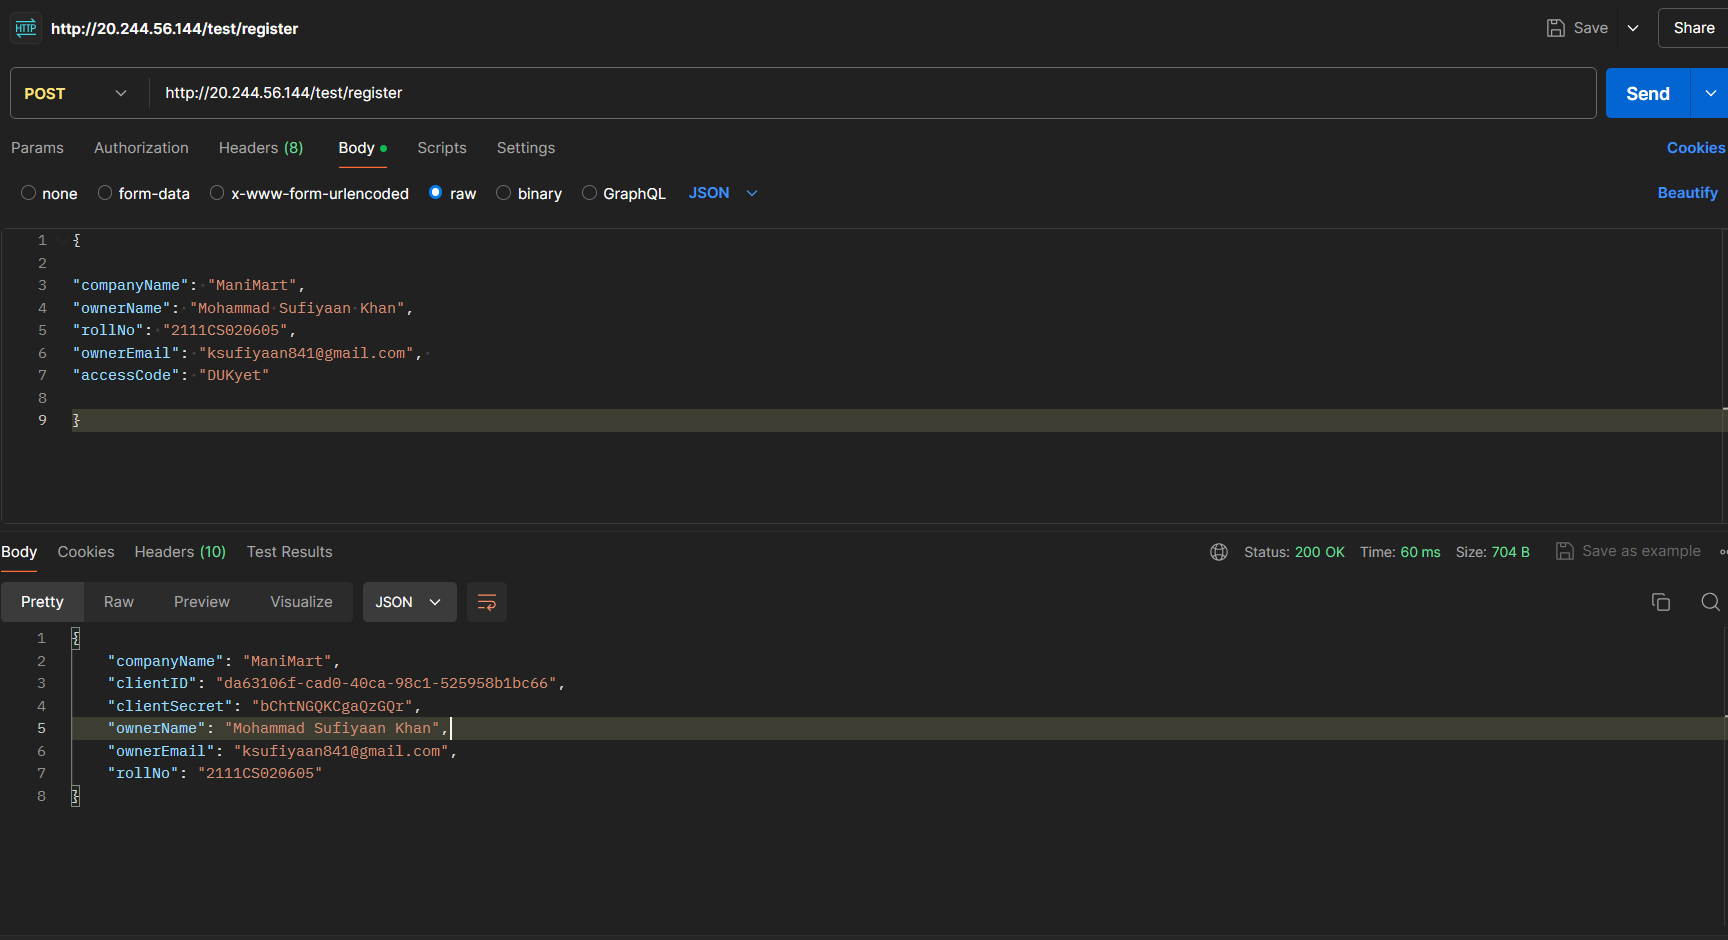 HTTP http://20.244.56.144/test/register Save Share
POST http://20.244.56.144/test/register Send
Params Authorization Headers (8) Body Scripts Settings Cookies
none form-data x-www-form-urlencoded raw binary GraphQL JSON Beautify
1 {
2
3 "companyName": "ManiMart",
4 "ownerName": "Mohammad Sufiyaan Khan",
5 "rollNo": "2111CS020605",
6 "ownerEmail": "ksufiyaan841@gmail.com",
7 "accessCode": "DUKyet"
8
9 }
Body Cookies Headers (10) Test Results Status: 200 OK Time: 60 ms Size: 704 B Save as example
Pretty Raw Preview Visualize JSON
1 {
2 "companyName": "ManiMart",
3 "clientID": "da63106f-cad0-40ca-98c1-525958b1bc66",
4 "clientSecret": "bChtNGQKCgaQzGQr",
5 "ownerName": "Mohammad Sufiyaan Khan",
6 "ownerEmail": "ksufiyaan841@gmail.com",
7 "rollNo": "2111CS020605"
8 }